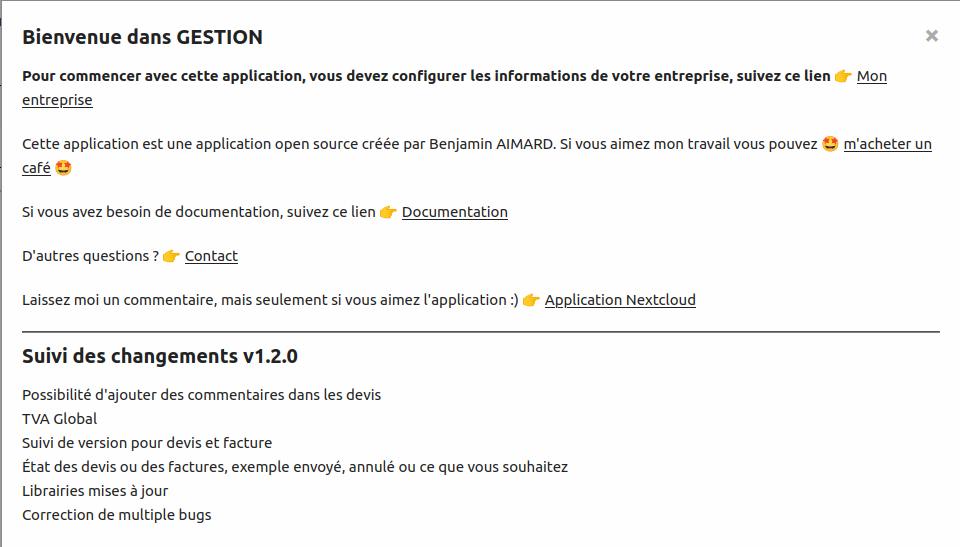 Bienvenue dans GESTION
×
Pour commencer avec cette application, vous devez configurer les informations de votre entreprise, suivez ce lien 👉 Mon
entreprise
Cette application est une application open source créée par Benjamin AIMARD. Si vous aimez mon travail vous pouvez 🤩 m'acheter un
café 🤩
Si vous avez besoin de documentation, suivez ce lien 👉 Documentation
D'autres questions ? 👉 Contact
Laissez moi un commentaire, mais seulement si vous aimez l'application :) 👉 Application Nextcloud
Suivi des changements v1.2.0
Possibilité d'ajouter des commentaires dans les devis
TVA Global
Suivi de version pour devis et facture
État des devis ou des factures, exemple envoyé, annulé ou ce que vous souhaitez
Librairies mises à jour
Correction de multiple bugs